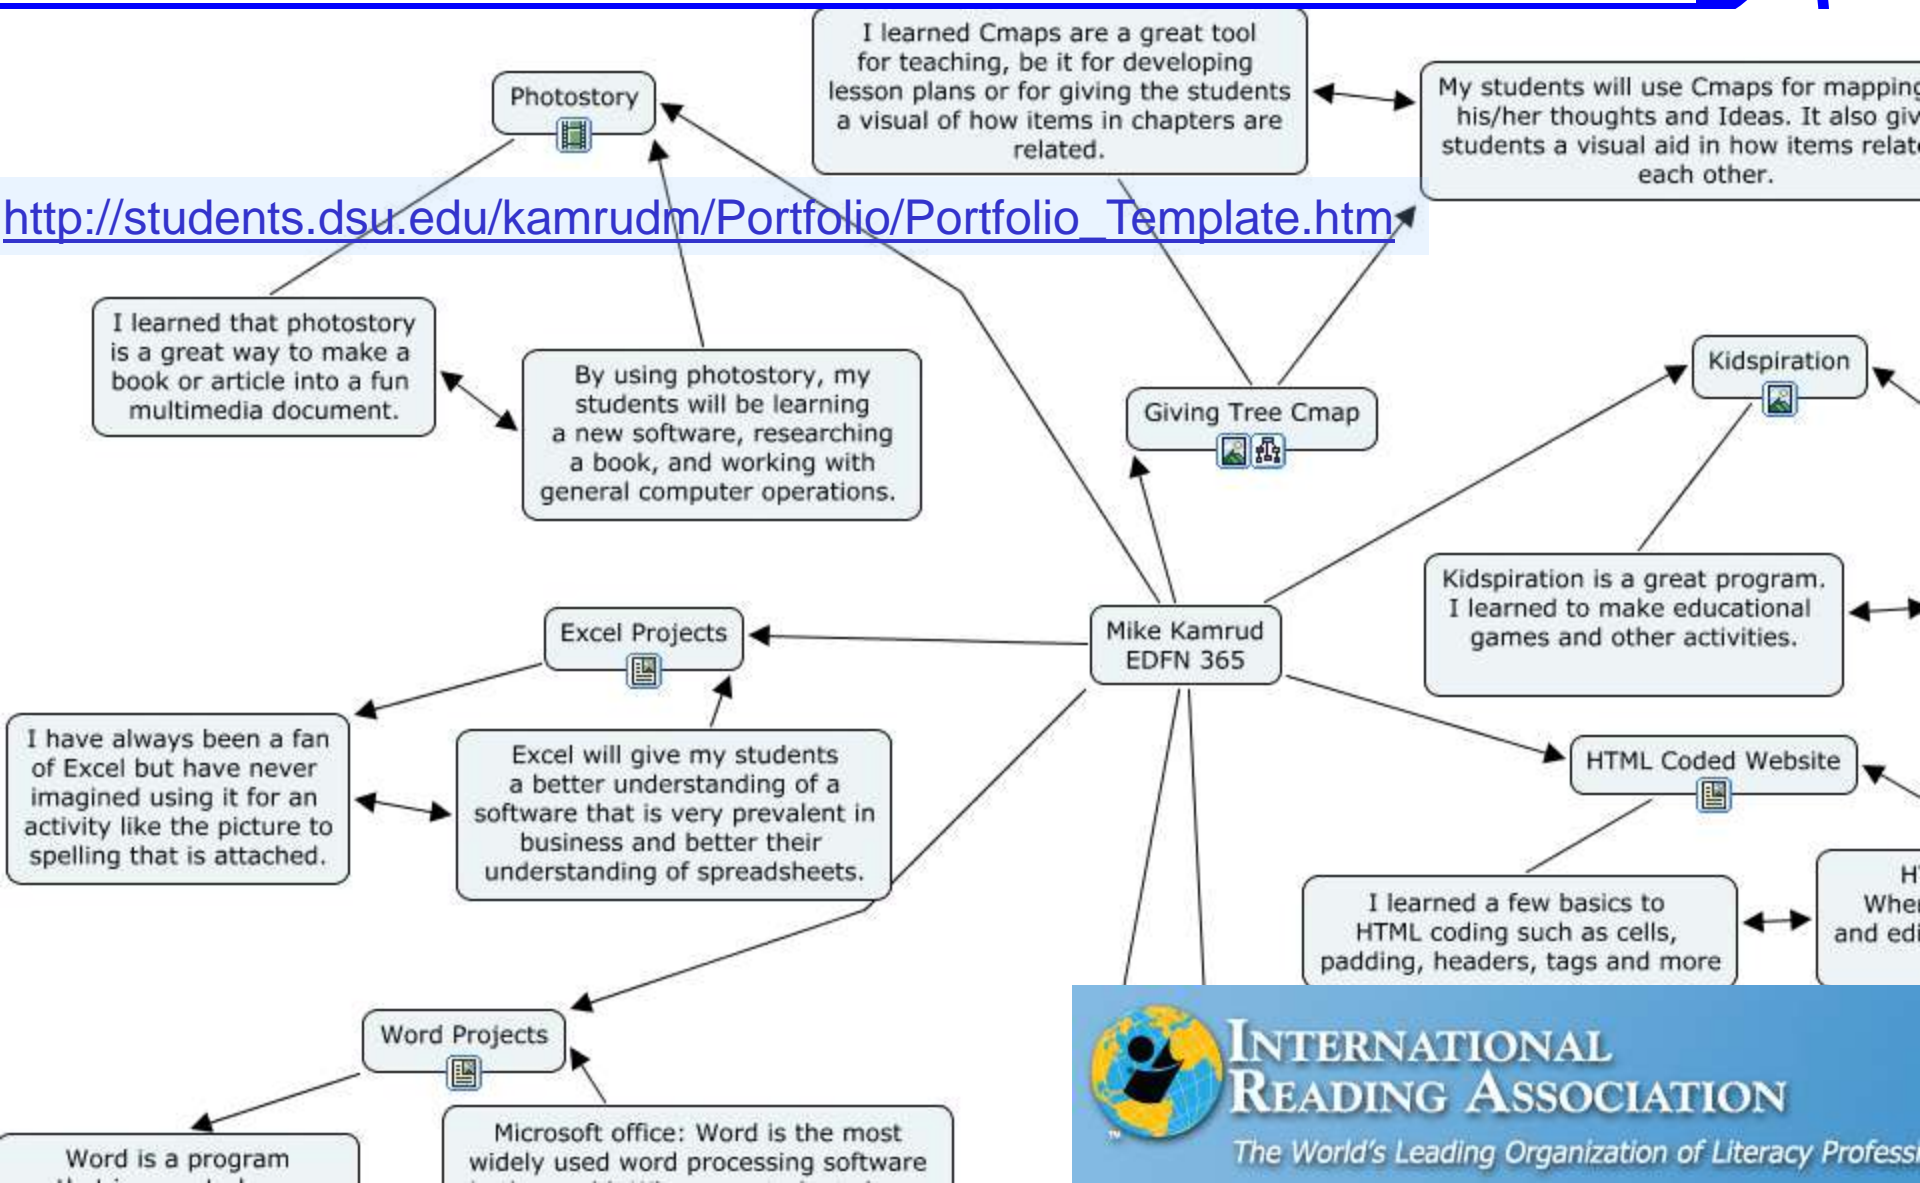 I learned Cmaps are a great tool
for teaching, be it for developing
lesson plans or for giving the students
a visual of how items in chapters are
related.
My students will use Cmaps for mapping
his/her thoughts and Ideas. It also
students a visual aid in how items
each other.
Photostory
http://students.dsu.edu/kamrudm/Portfolio/Portfolio_Template.htm
I learned that photostory
is a great way to make a
book or article into a fun
multimedia document.
By using photostory, my
students will be learning
a new software, researching
a book, and working with
general computer operations.
Giving Tree Cmap
Kidspiration
Kidspiration is a great program.
I learned to make educational
games and other activities.
Excel Projects
Mike Kamrud
EDFN 365
I have always been a fan
of Excel but have never
imagined using it for an
activity like the picture to
spelling that is attached.
Excel will give my students
a better understanding of a
software that is very prevalent in
business and better their
understanding of spreadsheets.
HTML Coded Website
I learned a few basics to
HTML coding such as cells,
padding, headers, tags and more
and
Word Projects
Word is a program
Microsoft office: Word is the most
widely used word processing software
INTERNATIONAL
READING ASSOCIATION
TM
The World's Leading Organization of Literacy